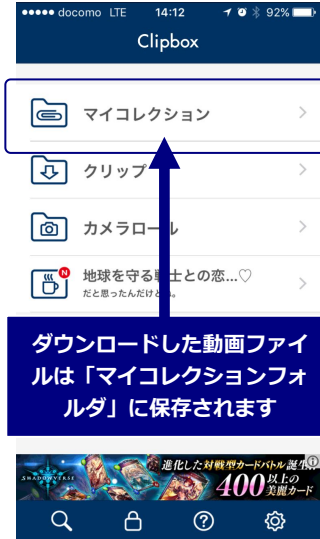 docomo LTE 14:12 92%
Clipbox
マイコレクション
クリップ
カメラロール
N
地球を守る戦士との恋...♡
だと思ったんだけどね。
ダウンロードした動画ファイ
ルは「マイコレクションフォ
ルダ」に保存されます
SHADOWVERSE
進化した対戦型カードバトル誕生!
400以上の
美麗カード